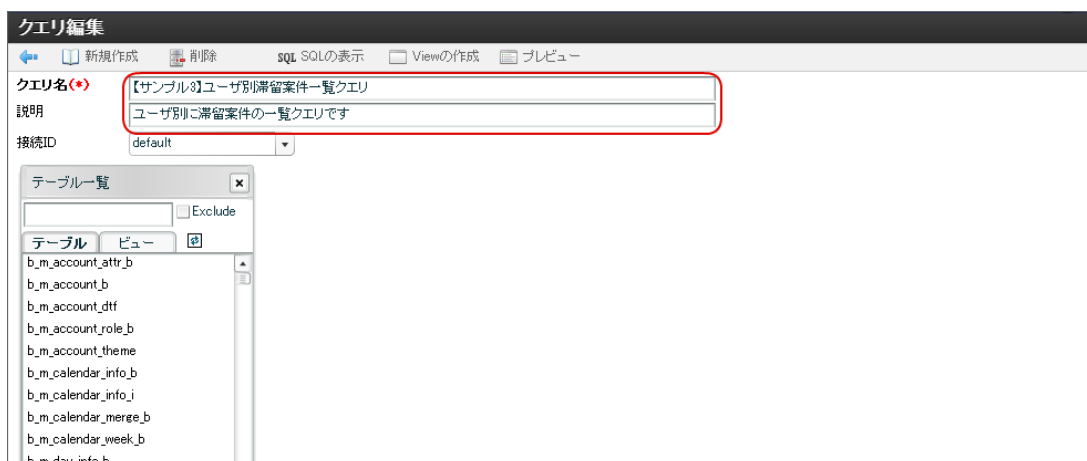 クエリ編集
新規作成 削除 SQL SQLの表示 Viewの作成 プレビュー
クエリ名(*) 【サンプル3】ユーザ別滞留案件一覧クエリ
説明 ユーザ別に滞留案件の一覧クエリです
接続ID default
テーブル一覧
Exclude
テーブル ビュー
b_m_account_attr_b
b_m_account_b
b_m_account_dtf
b_m_account_role_b
b_m_account_theme
b_m_calendar_info_b
b_m_calendar_info_i
b_m_calendar_merge_b
b_m_calendar_week_b
b_m_day_info_b